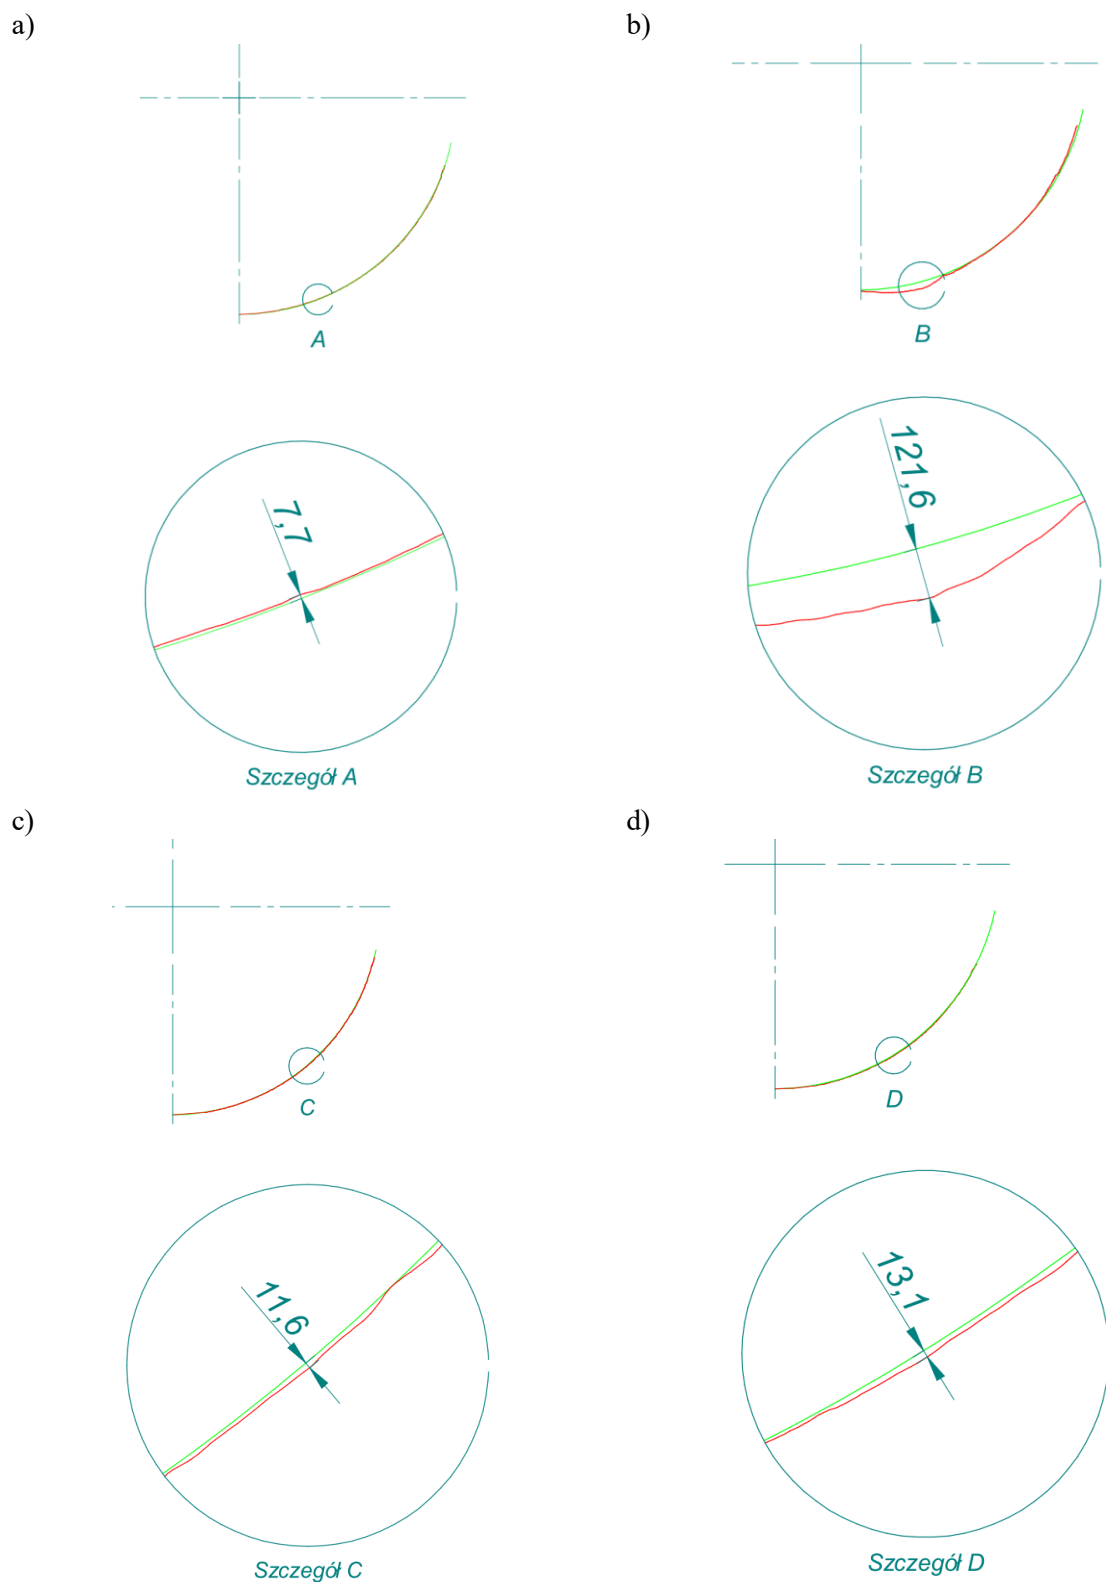 a)
b)
A
B
7,7
121,6
Szczegół A
Szczegół B
c)
d)
C
D
11,6
13,1
Szczegół C
Szczegół D